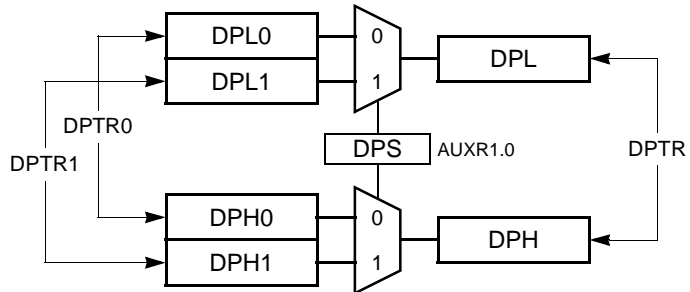 DPL0
0
DPL
DPL1
1
DPTR0
DPTR1
DPS
AUXR1.0
DPTR
DPH0
0
DPH
DPH1
1